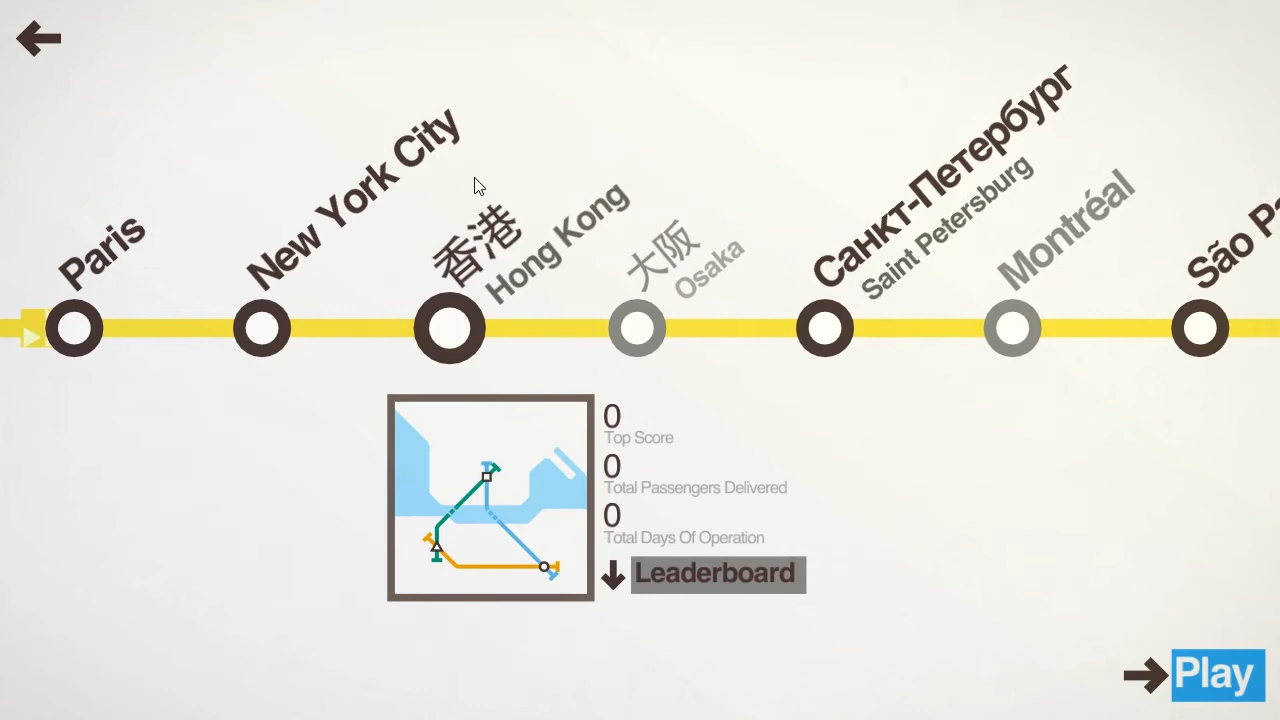 Paris
New York City
香港
Hong Kong
大阪
Osaka
Санкт-Петербург
Saint Petersburg
Montréal
São
0
Top Score
0
Total Passengers Delivered
0
Total Days Of Operation
Leaderboard
Play